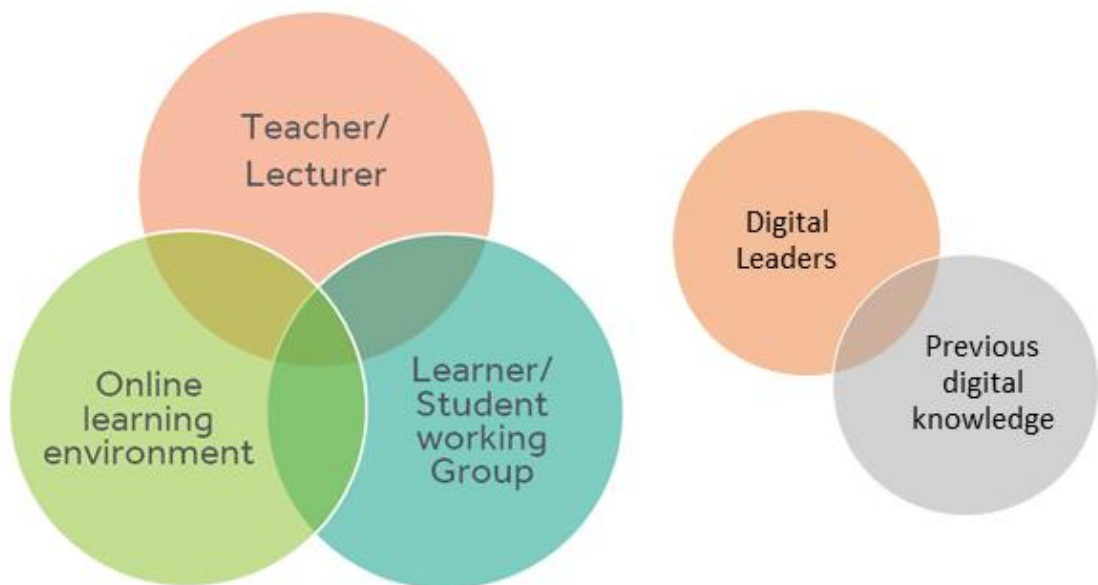 Teacher/
Lecturer
Online
learning
environment
Learner/
Student
working
Group
Digital
Leaders
Previous
digital
knowledge